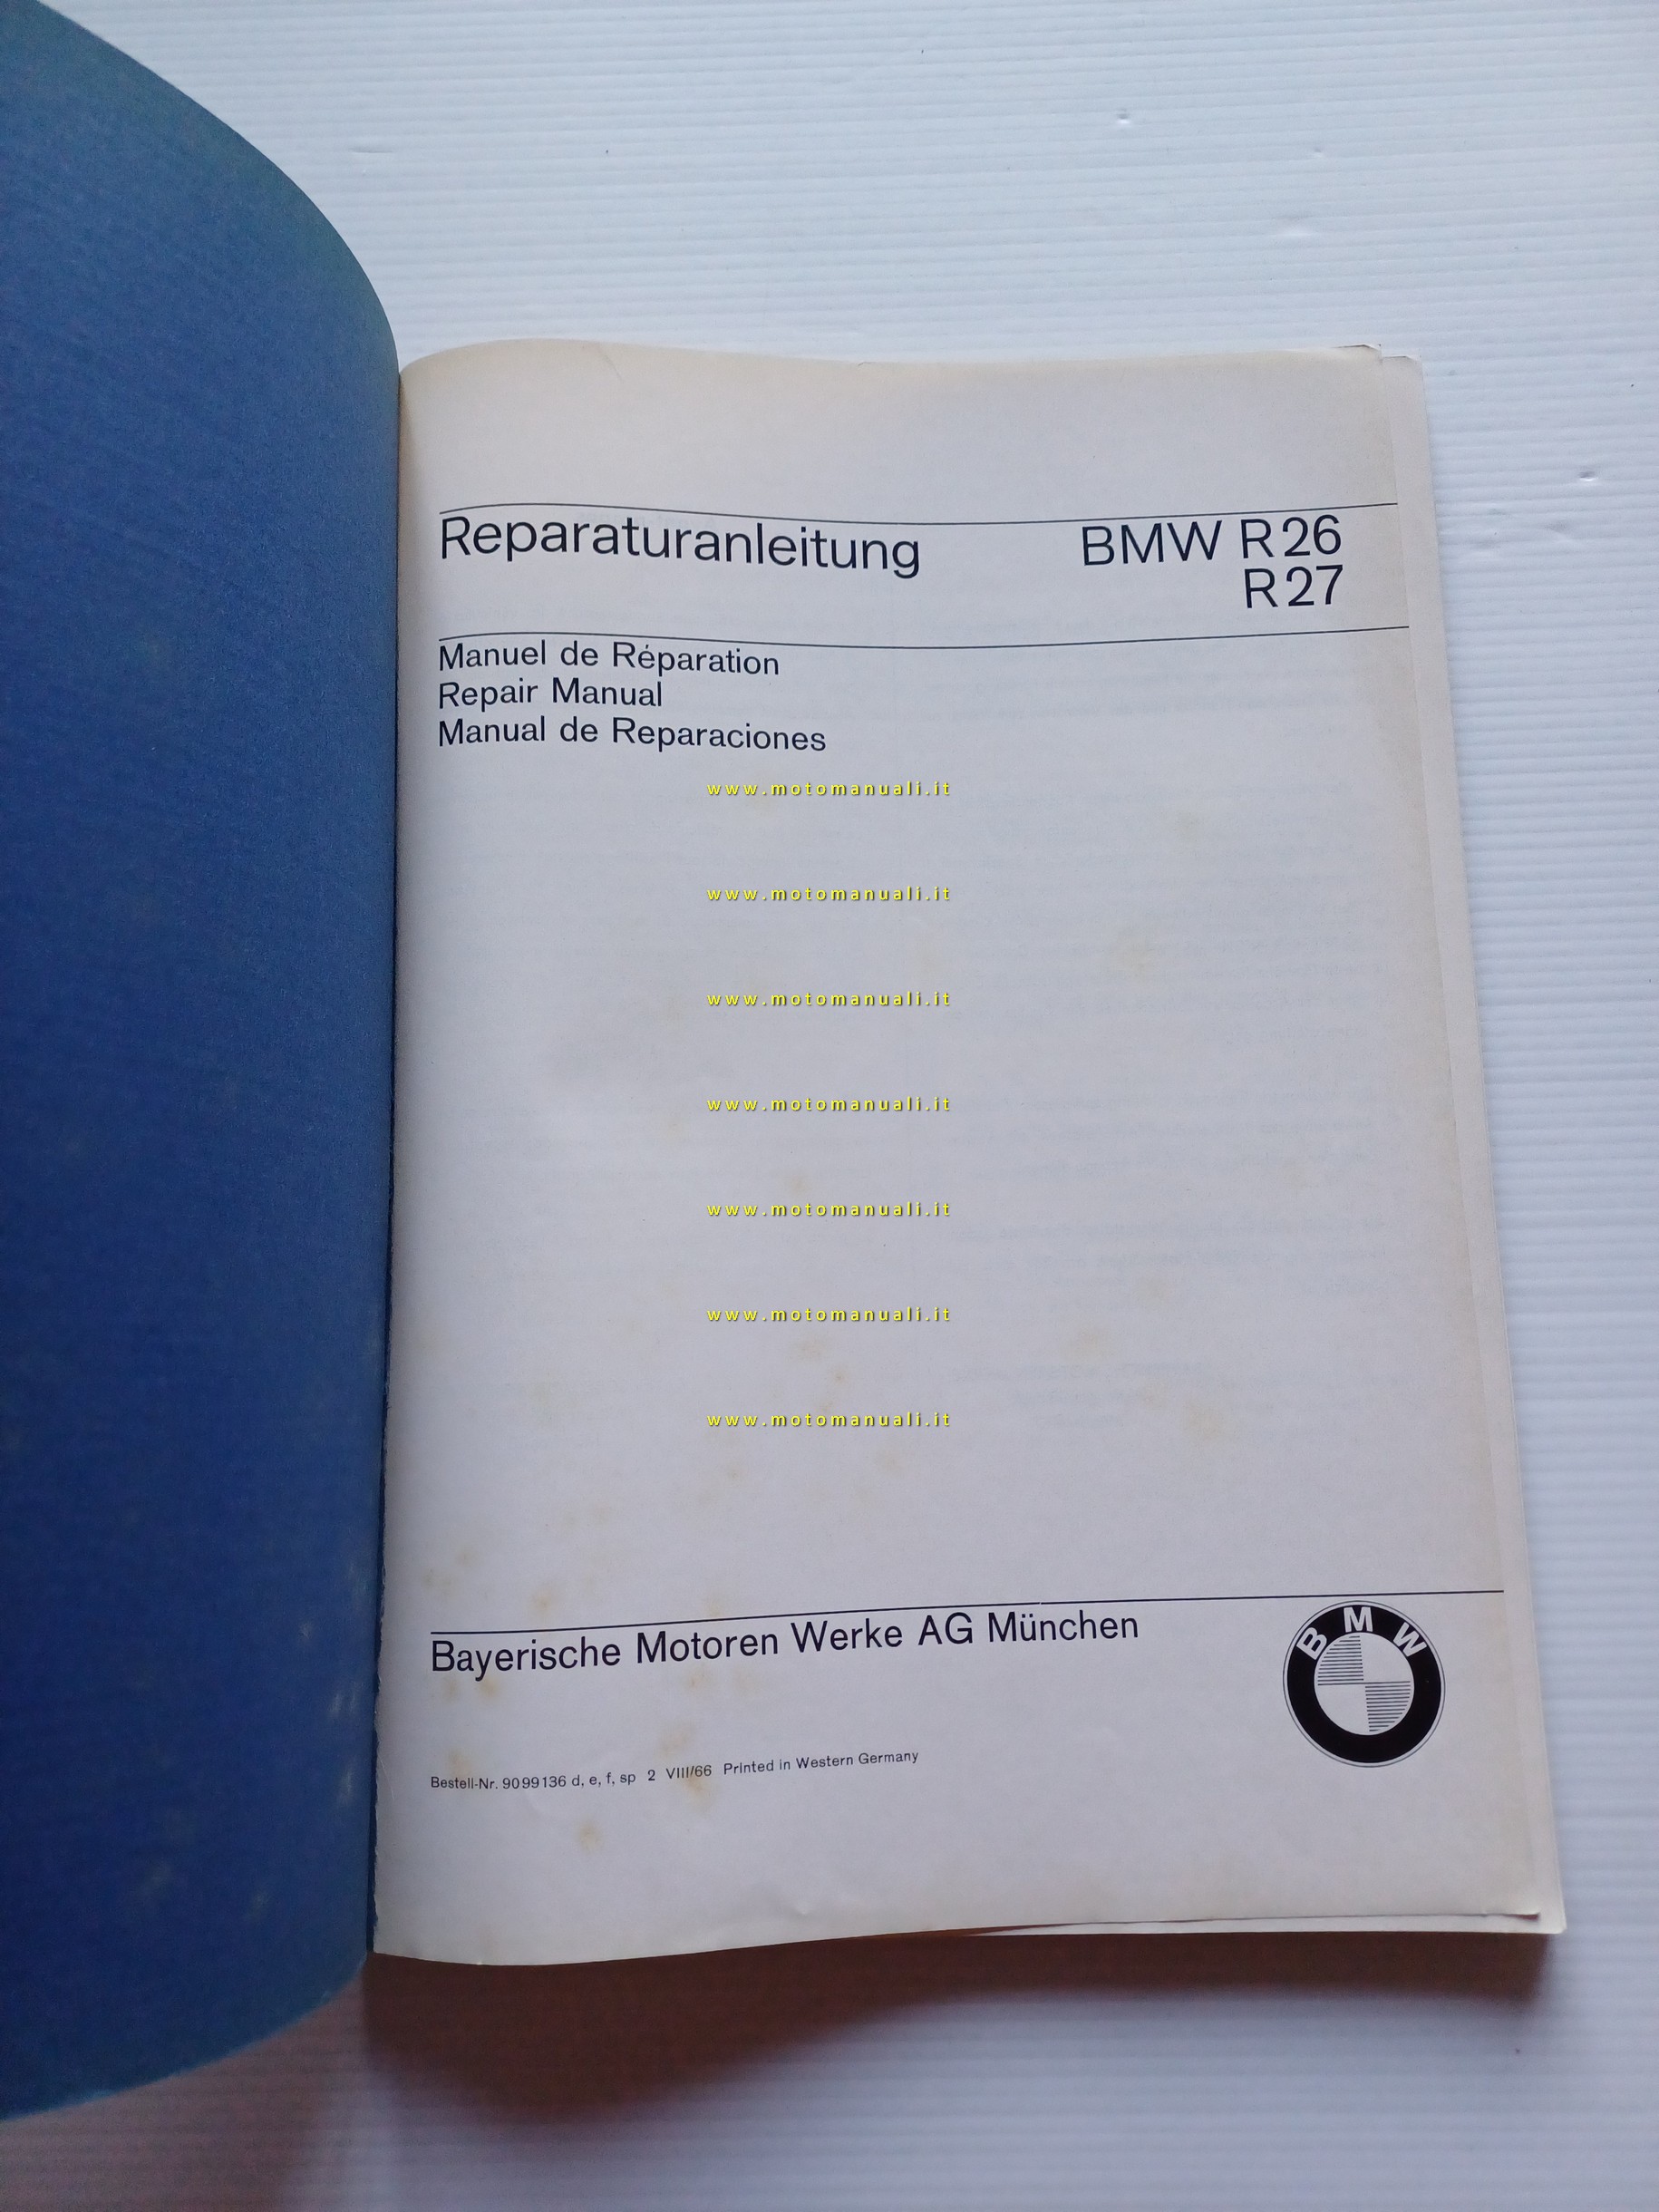 Reparaturanleitung BMW R26
R27
Manuel de Réparation
Repair Manual
Manual de Reparaciones
www.motomanuali.it
www.motomanuali.it
www.motomanuali.it
www.motomanuali.it
www.motomanuali.it
www.motomanuali.it
www.motomanuali.it
Bayerische Motoren Werke AG München
BMW
Bestell-Nr. 9099136 d, e, f, sp 2 VIII/66 Printed in Western Germany